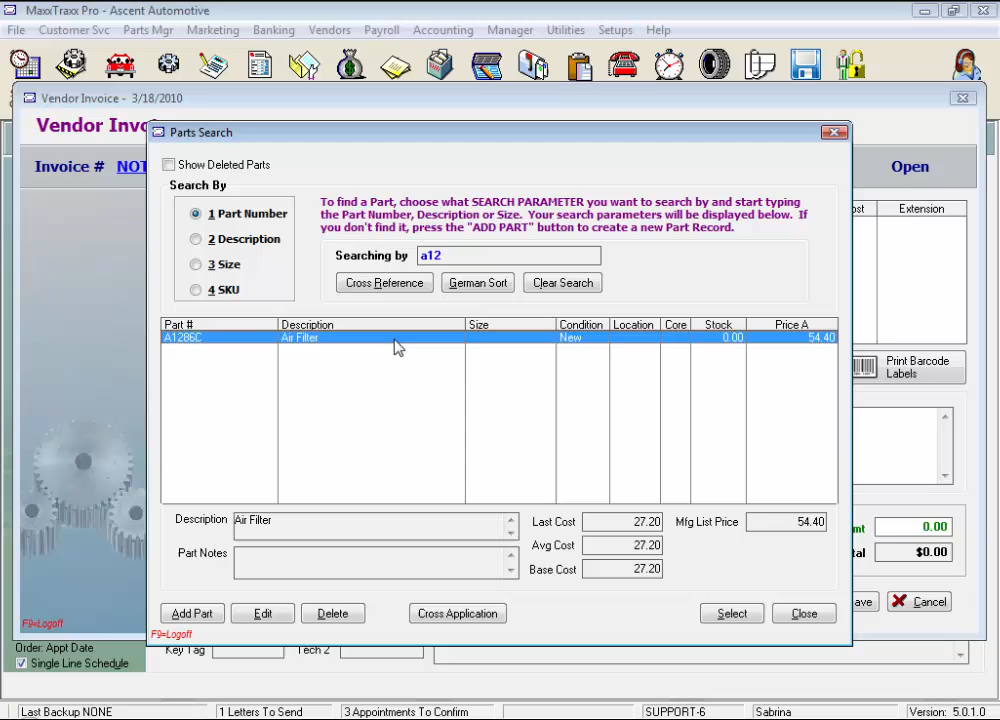 MaxxTraxx Pro - Ascent Automotive
File Customer Svc Parts Mgr Marketing Banking Vendors Payroll Accounting Manager Utilities Setups Help
Vendor Invoice - 3/18/2010
Parts Search
Invoice #
Open
Show Deleted Parts
Search By
1 Part Number
2 Description
3 Size
4 SKU
To find a Part, choose what SEARCH PARAMETER you want to search by and start typing
the Part Number, Description or Size. Your search parameters will be displayed below. If
you don't find it, press the "ADD PART" button to create a new Part Record.
Searching by a12
Cross Reference German Sort Clear Search
Extension
Part # Description Size Condition Location Core Stock Price A
A1286C Air Filter New 0.00 54.40
Print Barcode
Labels
Description Air Filter
Last Cost 27.20 Mfg List Price 54.40
Part Notes
Avg Cost 27.20
Base Cost 27.20
0.00
$0.00
Add Part Edit Delete Cross Application Select Close
Cancel
F9=Logoff
F9=Logoff
Order: Appt Date
Key Tag Tech 2
Single Line Schedule
Last Backup NONE 1 Letters To Send 3 Appointments To Confirm SUPPORT-6 Sabrina Version: 5.0.1.0